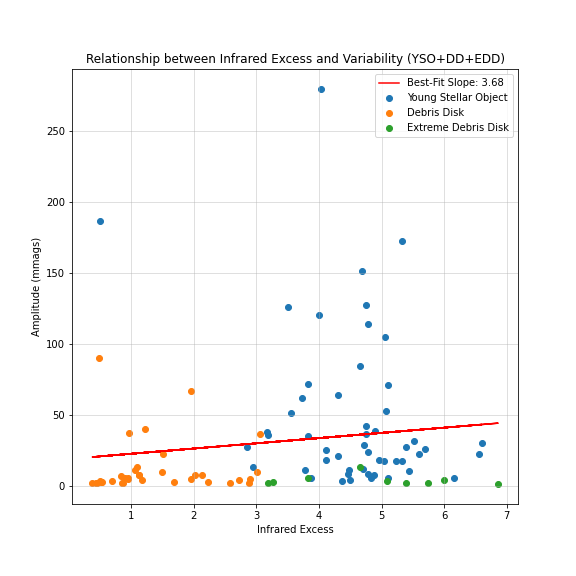 Relationship between Infrared Excess and Variability (YSO+DD+EDD)
Best-Fit Slope: 3.68
Young Stellar Object
Debris Disk
Extreme Debris Disk
250
200
150
100
50
0
Amplitude (mmags)
1 2 3 4 5 6 7
Infrared Excess